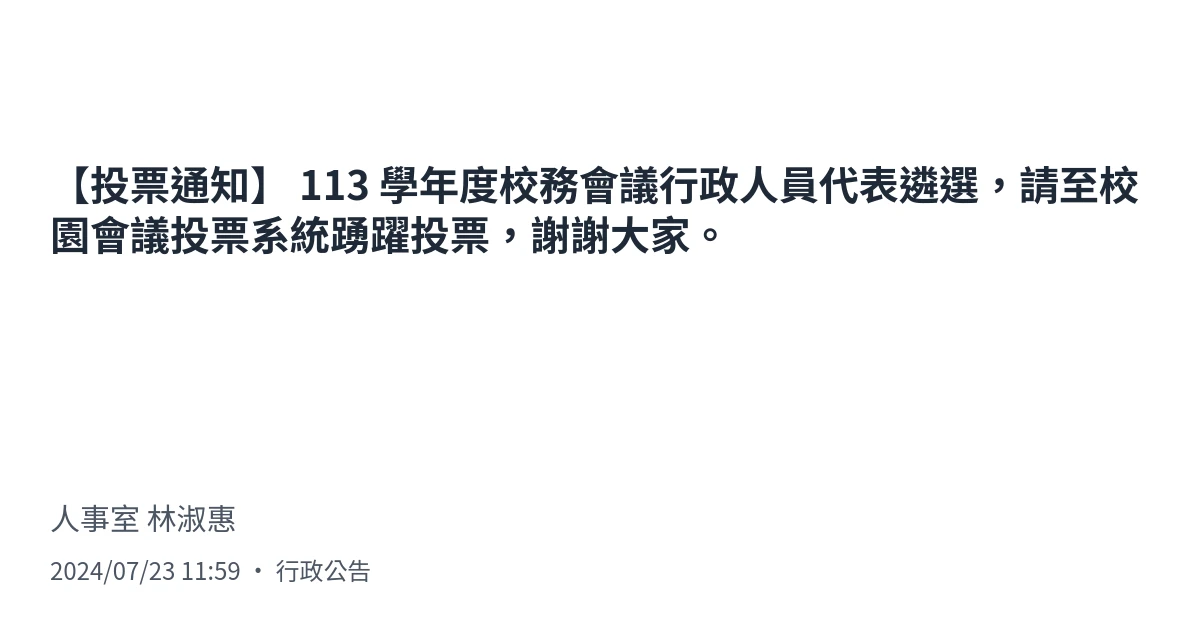 【投票通知】 113 學年度校務會議行政人員代表遴選，請至校
園會議投票系統踴躍投票，謝謝大家。
人事室 林淑惠
2024/07/23 11:59 • 行政公告